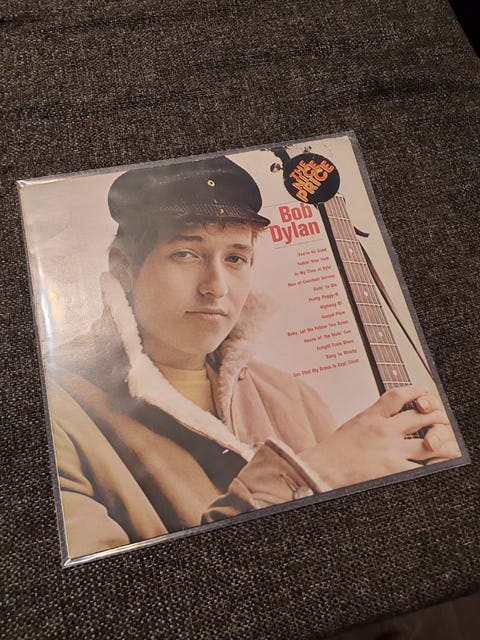 THE
NICE
PRICE
Bob
Dylan
You're No Good
Talkin' New York
In My Time of Dyin'
Man of Constant Sorrow
Fixin' to Die
Pretty Peggy-O
Highway 51
Gospel Plow
Baby, Let Me Follow You Down
House of the Risin' Sun
Freight Train Blues
Song to Woody
See That My Grave Is Kept Clean